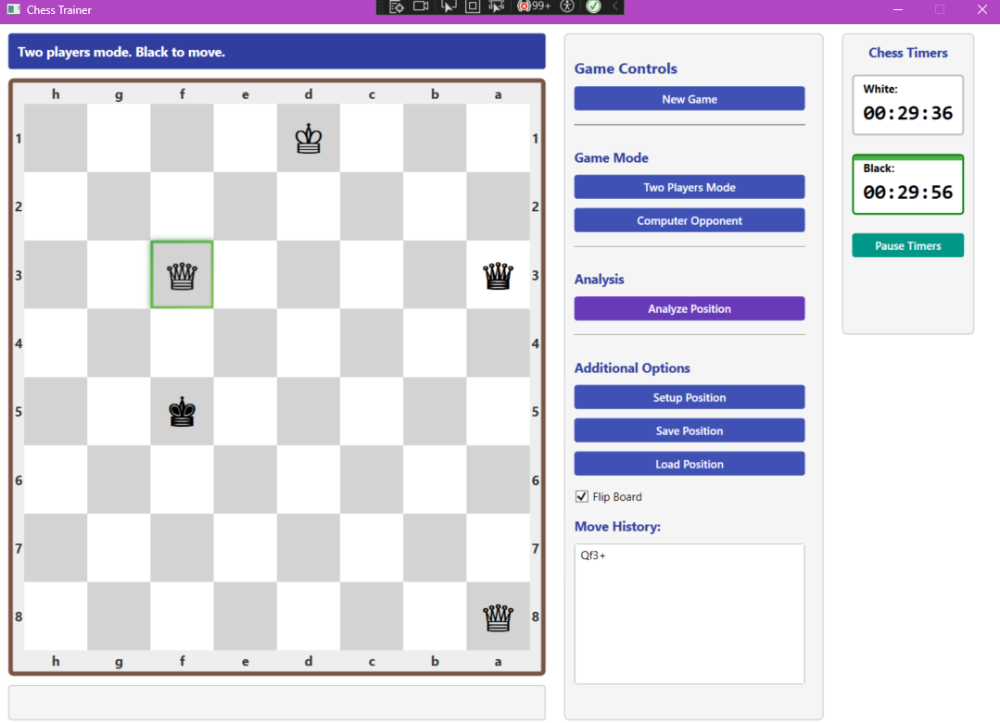 Chess Trainer
99+
Two players mode. Black to move.
h g f e d c b a
1 1
2 2
3 3
4 4
5 5
6 6
7 7
8 8
h g f e d c b a
Game Controls
New Game
Game Mode
Two Players Mode
Computer Opponent
Analysis
Analyze Position
Additional Options
Setup Position
Save Position
Load Position
Flip Board
Move History:
Qf3+
Chess Timers
White:
00:29:36
Black:
00:29:56
Pause Timers